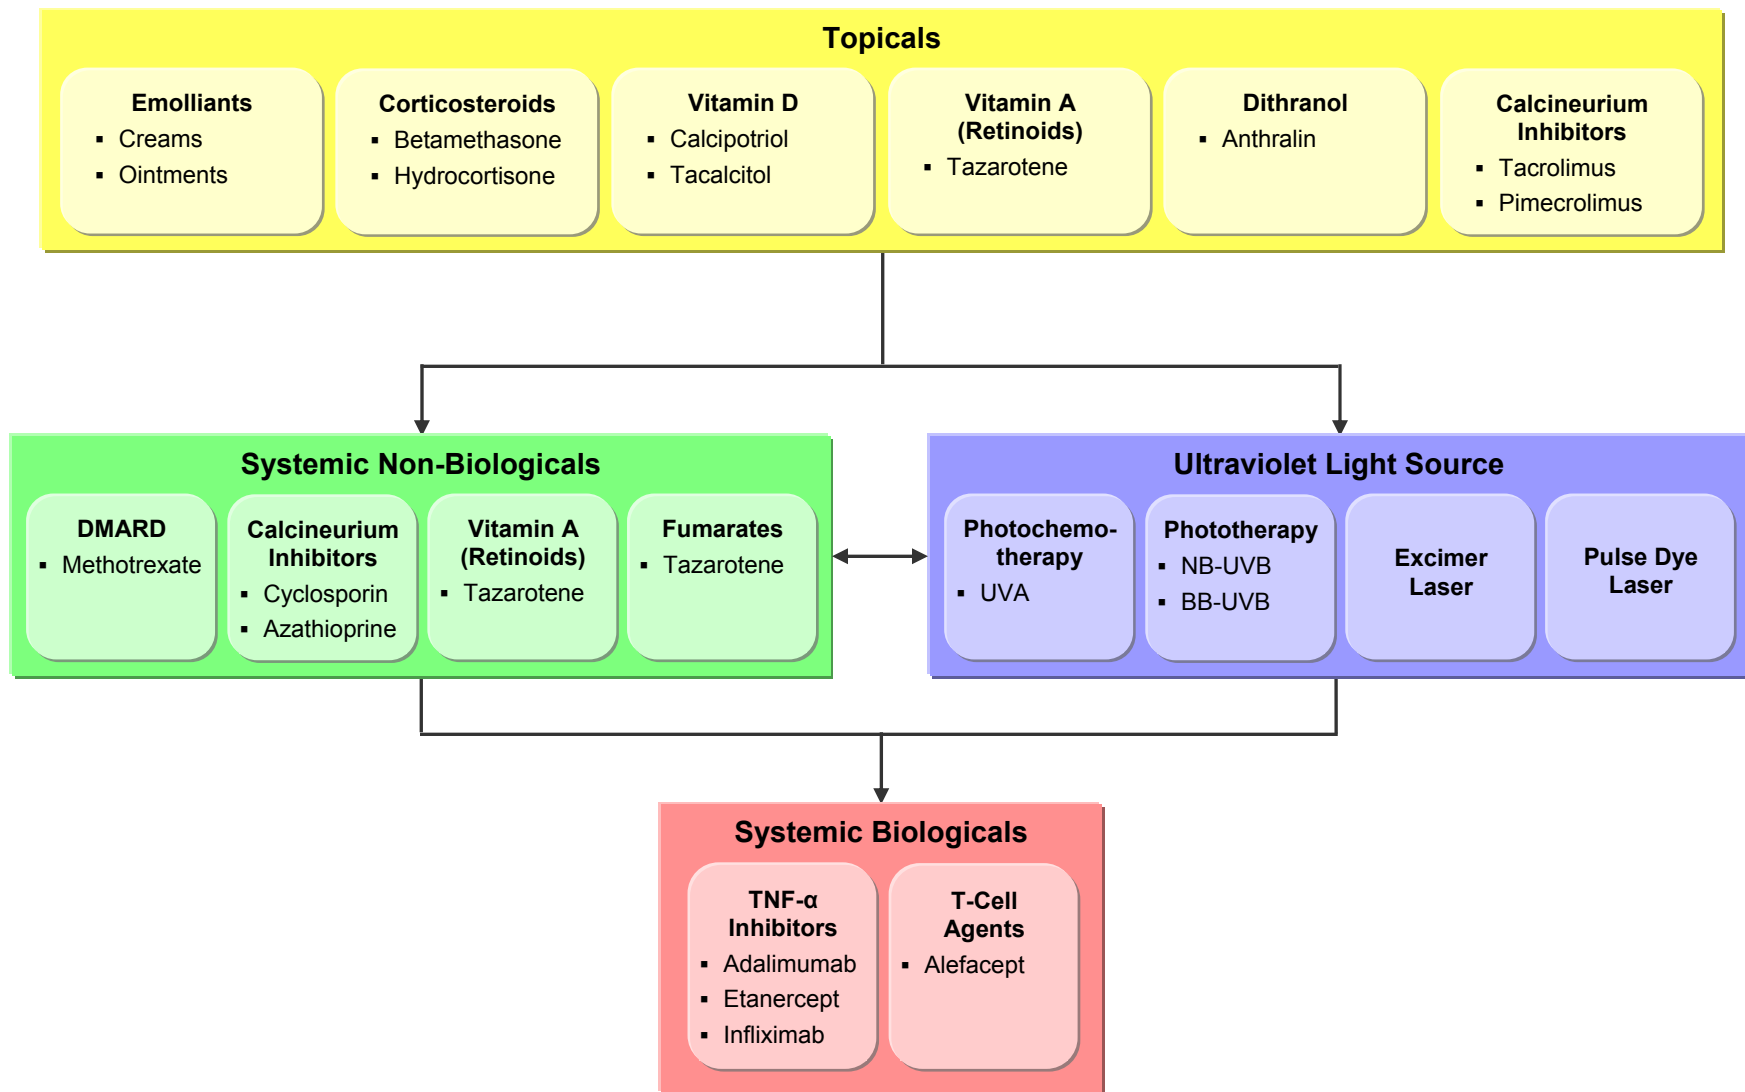 Topicals
Emolliants
▪ Creams
▪ Ointments
Corticosteroids
▪ Betamethasone
▪ Hydrocortisone
Vitamin D
▪ Calcipotriol
▪ Tacalcitol
Vitamin A
(Retinoids)
▪ Tazarotene
Dithranol
▪ Anthralin
Calcineurium
Inhibitors
▪ Tacrolimus
▪ Pimecrolimus
Systemic Non-Biologicals
DMARD
▪ Methotrexate
Calcineurium
Inhibitors
▪ Cyclosporin
▪ Azathioprine
Vitamin A
(Retinoids)
▪ Tazarotene
Fumarates
▪ Tazarotene
Ultraviolet Light Source
Photochemo-
therapy
▪ UVA
Phototherapy
▪ NB-UVB
▪ BB-UVB
Excimer
Laser
Pulse Dye
Laser
Systemic Biologicals
TNF-α
Inhibitors
▪ Adalimumab
▪ Etanercept
▪ Infliximab
T-Cell
Agents
▪ Alefacept